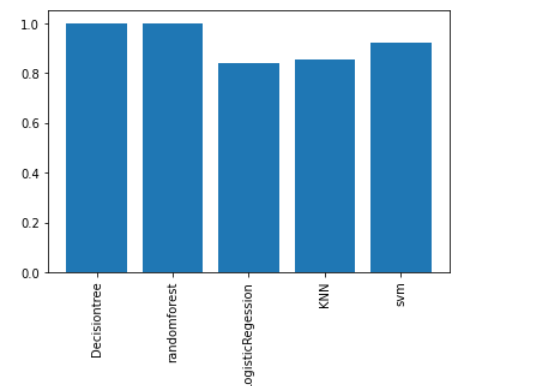 1.0
0.8
0.6
0.4
0.2
0.0
Decisiontree
randomforest
.ogisticRegession
KNN
svm